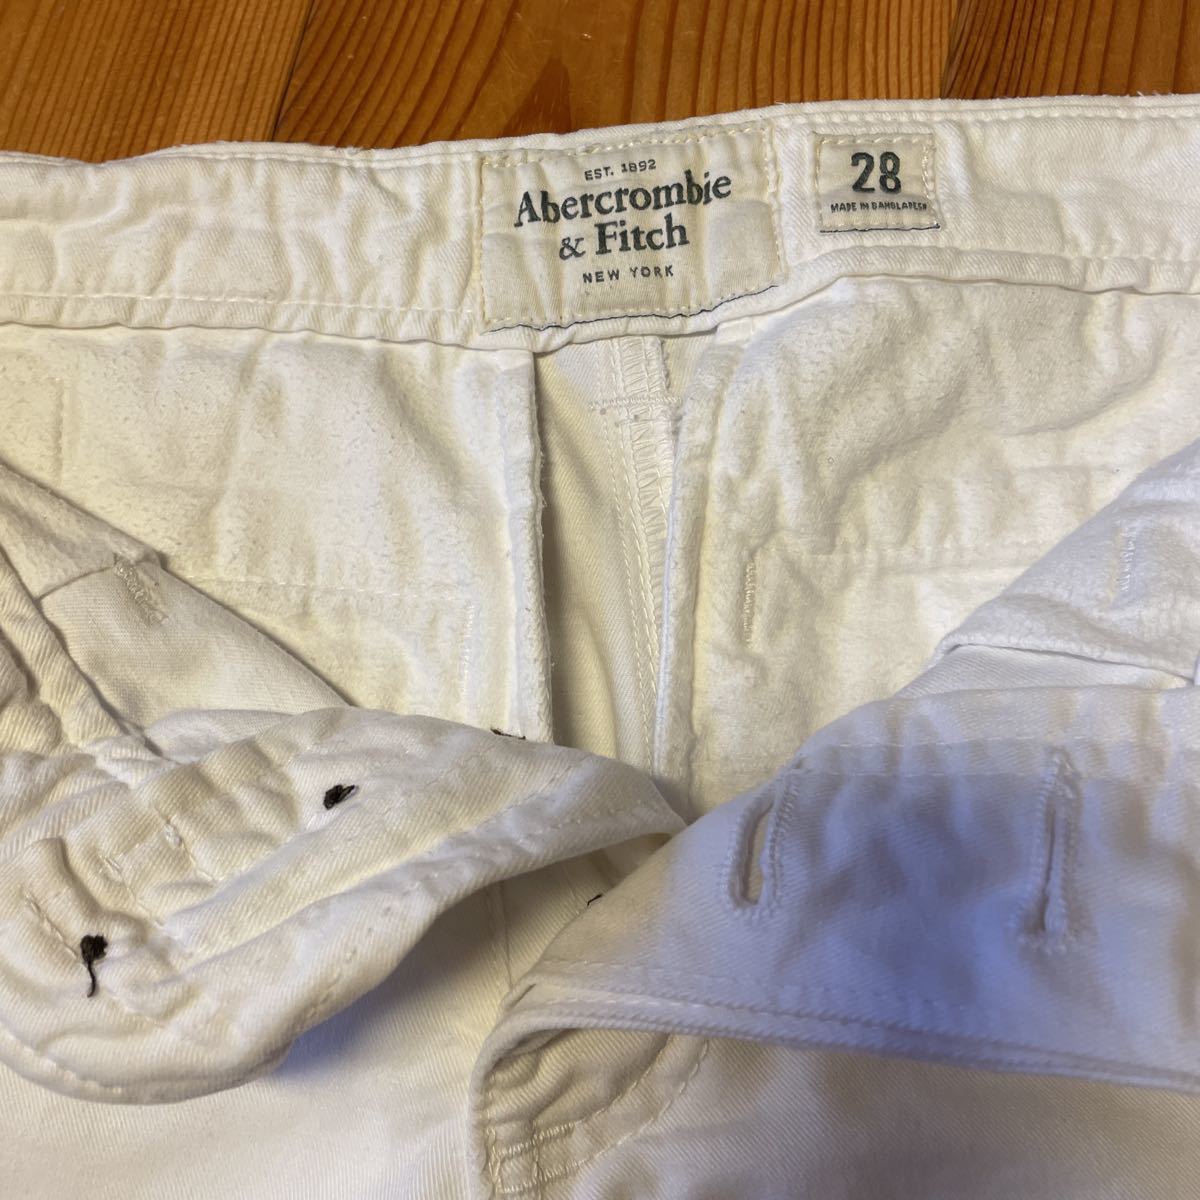 EST. 1892
Abercrombie
& Fitch
NEW YORK
28
MADE IN BANGLADESH